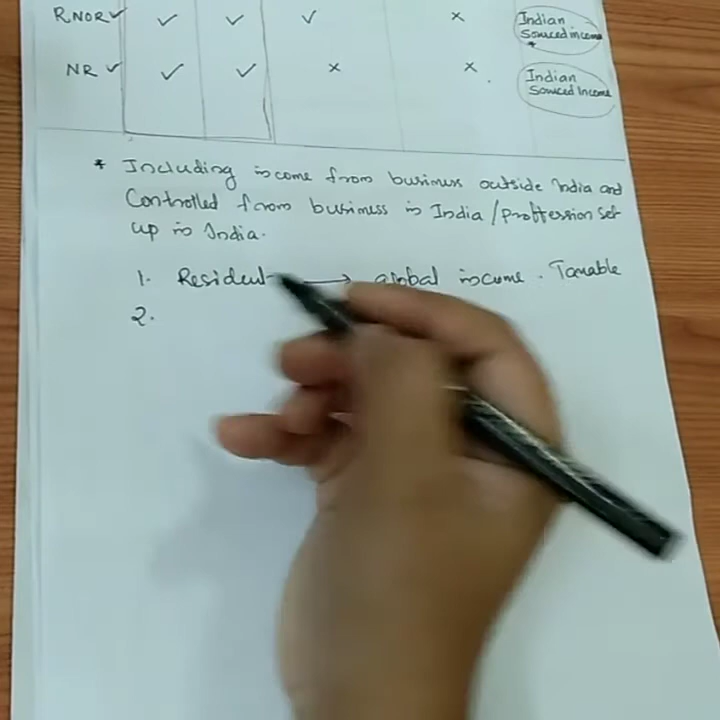 RNOR ✓ ✓ ✓ ✓ × Indian
Sourced income
*
NR ✓ ✓ ✓ × × Indian
Sourced Income
* Including income from business outside India and
Controlled from business in India / proffession set
up in India.
1. Resident → global income. Taxable
2.